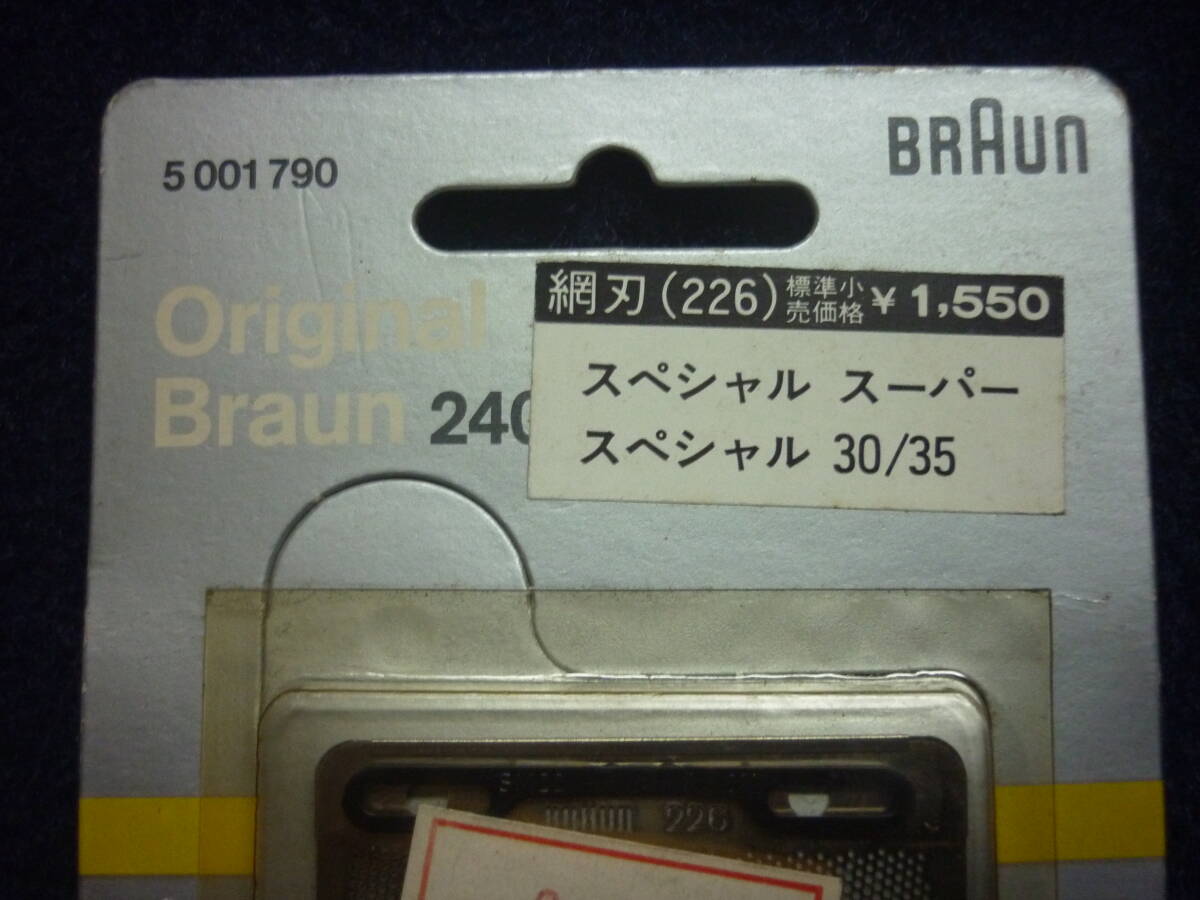 5 001 790
BRAUN
網刃(226) 標準小売価格 ¥1,550
スペシャル スーパー
スペシャル 30/35
Original
Braun 240
BRAUN 226